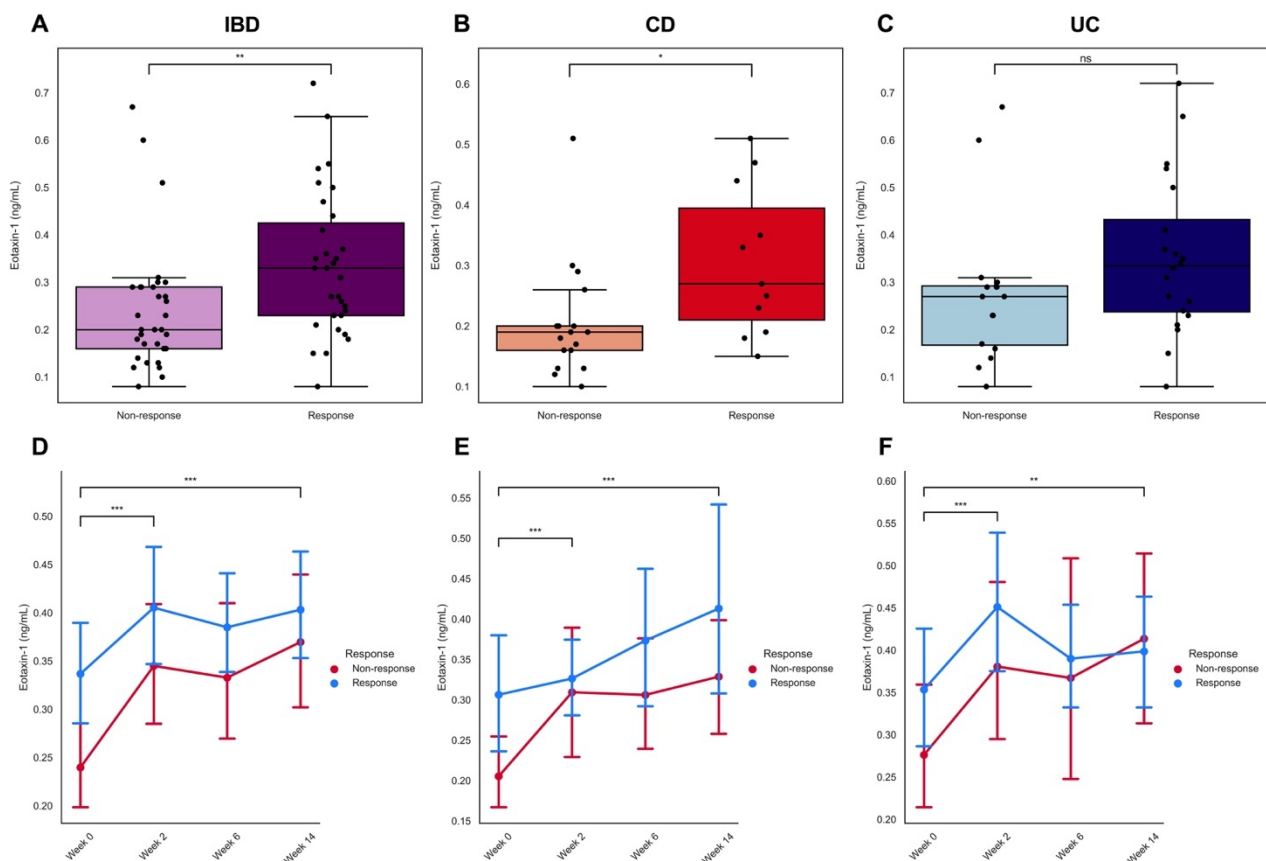 A IBD
**
Eotaxin-1 (ng/mL)
0.7
0.6
0.5
0.4
0.3
0.2
0.1
Non-response Response
B CD
*
Eotaxin-1 (ng/mL)
0.6
0.5
0.4
0.3
0.2
0.1
Non-response Response
C UC
ns
Eotaxin-1 (ng/mL)
0.7
0.6
0.5
0.4
0.3
0.2
0.1
Non-response Response
D
***
***
Eotaxin-1 (ng/mL)
0.50
0.45
0.40
0.35
0.30
0.25
0.20
Response
Non-response
Response
Week 0 Week 2 Week 6 Week 14
E
***
***
Eotaxin-1 (ng/mL)
0.55
0.50
0.45
0.40
0.35
0.30
0.25
0.20
0.15
Response
Non-response
Response
Week 0 Week 2 Week 6 Week 14
F
**
***
Eotaxin-1 (ng/mL)
0.60
0.55
0.50
0.45
0.40
0.35
0.30
0.25
0.20
Response
Non-response
Response
Week 0 Week 2 Week 6 Week 14